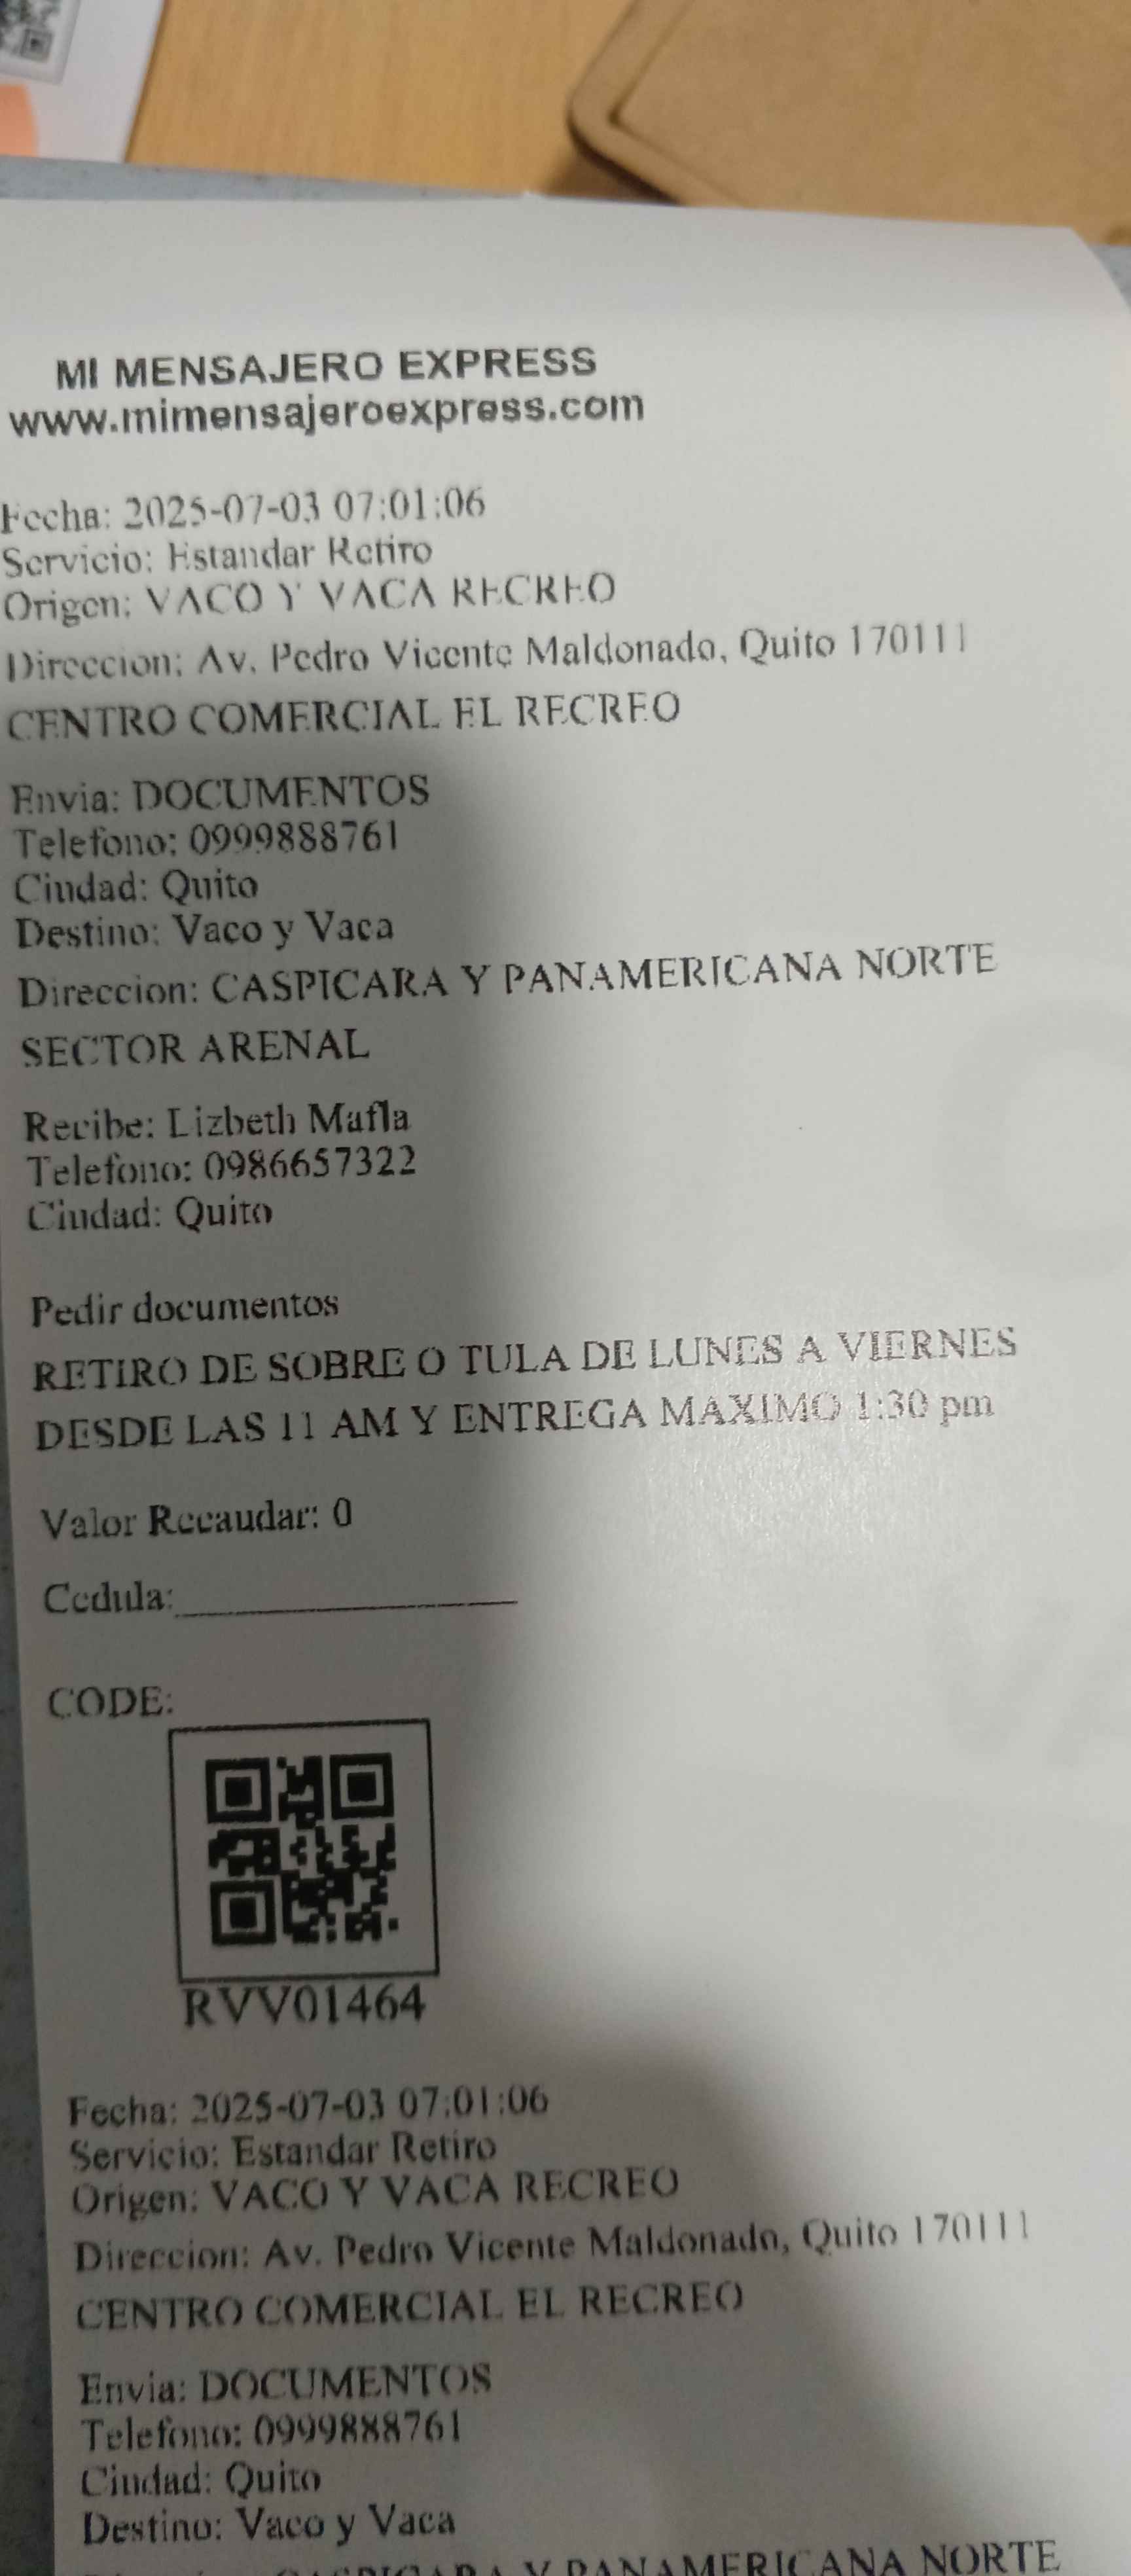 MI MENSAJERO EXPRESS
www.mimensajeroexpress.com
Fecha: 2025-07-03 07:01:06
Servicio: Estandar Retiro
Origen: VACO Y VACA RECREO
Direccion: Av. Pedro Vicente Maldonado, Quito 170111
CENTRO COMERCIAL EL RECREO
Envia: DOCUMENTOS
Telefono: 0999888761
Ciudad: Quito
Destino: Vaco y Vaca
Direccion: CASPICARA Y PANAMERICANA NORTE
SECTOR ARENAL
Recibe: Lizbeth Mafla
Telefono: 0986657322
Ciudad: Quito
Pedir documentos
RETIRO DE SOBRE O TULA DE LUNES A VIERNES
DESDE LAS 11 AM Y ENTREGA MAXIMO 1:30 pm
Valor Recaudar: 0
Cedula:
CODE:
RVV01464
Fecha: 2025-07-03 07:01:06
Servicio: Estandar Retiro
Origen: VACO Y VACA RECREO
Direccion: Av. Pedro Vicente Maldonado, Quito 170111
CENTRO COMERCIAL EL RECREO
Envia: DOCUMENTOS
Telefono: 0999888761
Ciudad: Quito
Destino: Vaco y Vaca
Direccion: CASPICARA Y PANAMERICANA NORTE